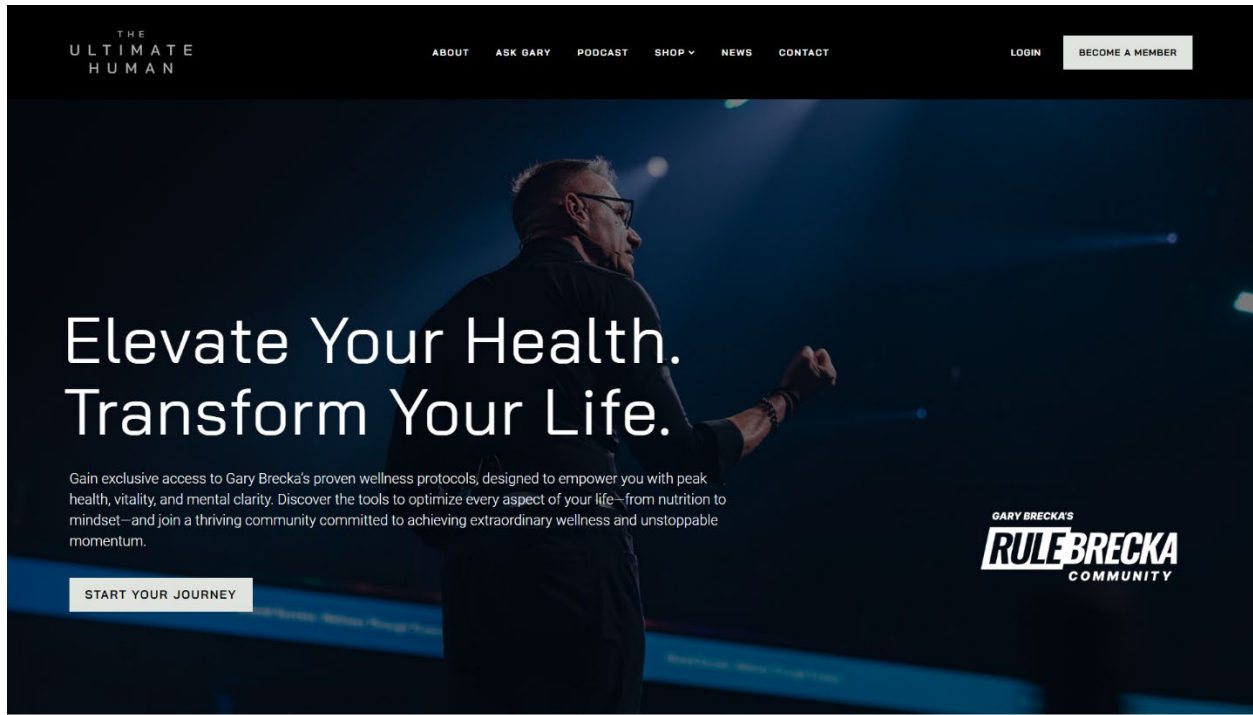 THE
ULTIMATE
HUMAN
ABOUT ASK GARY PODCAST SHOP NEWS CONTACT
LOGIN BECOME A MEMBER
Elevate Your Health.
Transform Your Life.
Gain exclusive access to Gary Brecka's proven wellness protocols, designed to empower you with peak
health, vitality, and mental clarity. Discover the tools to optimize every aspect of your life—from nutrition to
mindset—and join a thriving community committed to achieving extraordinary wellness and unstoppable
momentum.
START YOUR JOURNEY
GARY BRECKA'S
RULEBRECKA
COMMUNITY